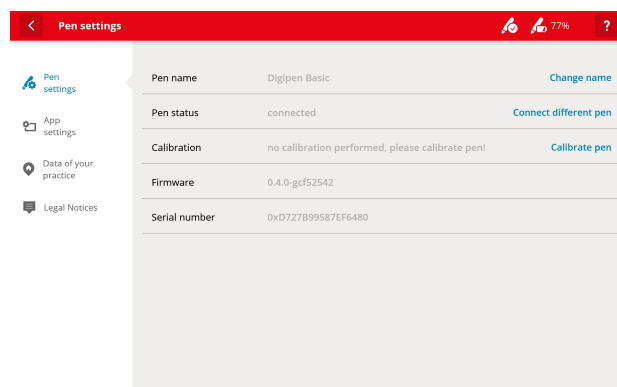 Pen settings
77%
?
Pen
settings
App
settings
Data of your
practice
Legal Notices
Pen name Digipen Basic Change name
Pen status connected Connect different pen
Calibration no calibration performed, please calibrate pen! Calibrate pen
Firmware 0.4.0-gcf52542
Serial number 0xD727B99587EF6480